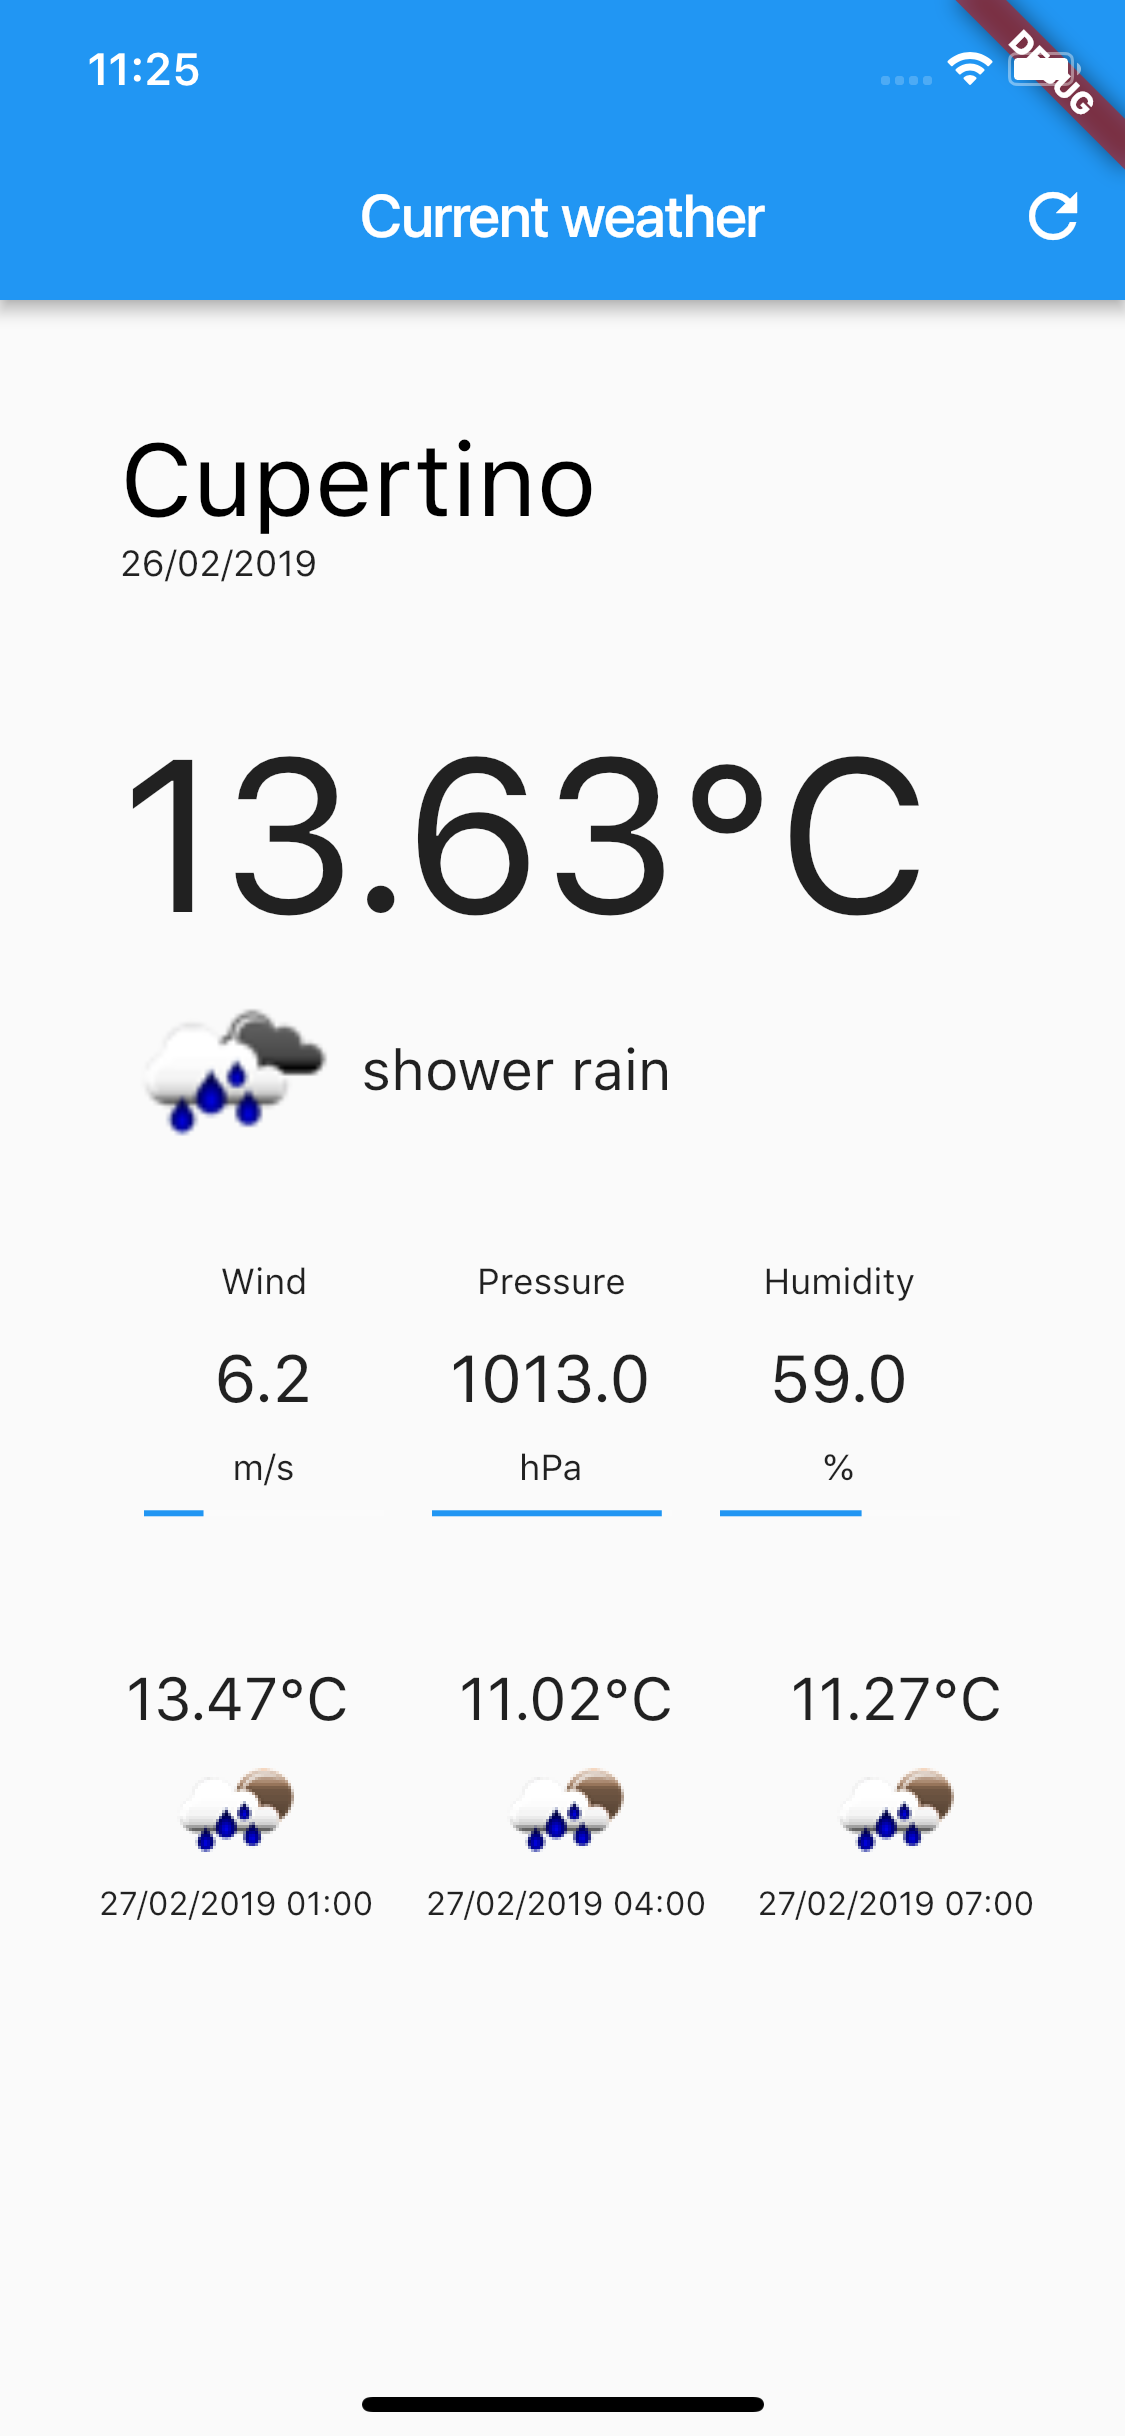 11:25
DEBUG
Current weather
Cupertino
26/02/2019
13.63°C
shower rain
Wind Pressure Humidity
6.2 1013.0 59.0
m/s hPa %
13.47°C 11.02°C 11.27°C
27/02/2019 01:00 27/02/2019 04:00 27/02/2019 07:00